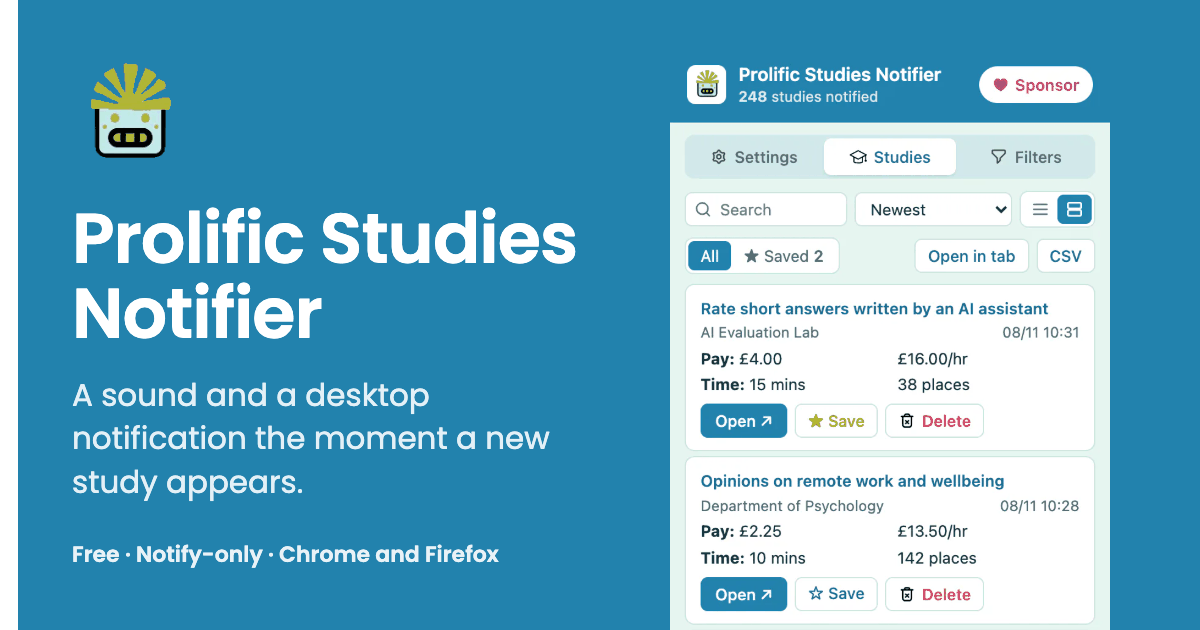 Prolific Studies
Notifier
A sound and a desktop
notification the moment a new
study appears.
Free · Notify-only · Chrome and Firefox
Prolific Studies Notifier
248 studies notified
Sponsor
Settings
Studies
Filters
Search
Newest
All
Saved 2
Open in tab
CSV
Rate short answers written by an AI assistant
AI Evaluation Lab
08/11 10:31
Pay: £4.00
£16.00/hr
Time: 15 mins
38 places
Open ↗
Save
Delete
Opinions on remote work and wellbeing
Department of Psychology
08/11 10:28
Pay: £2.25
£13.50/hr
Time: 10 mins
142 places
Open ↗
Save
Delete